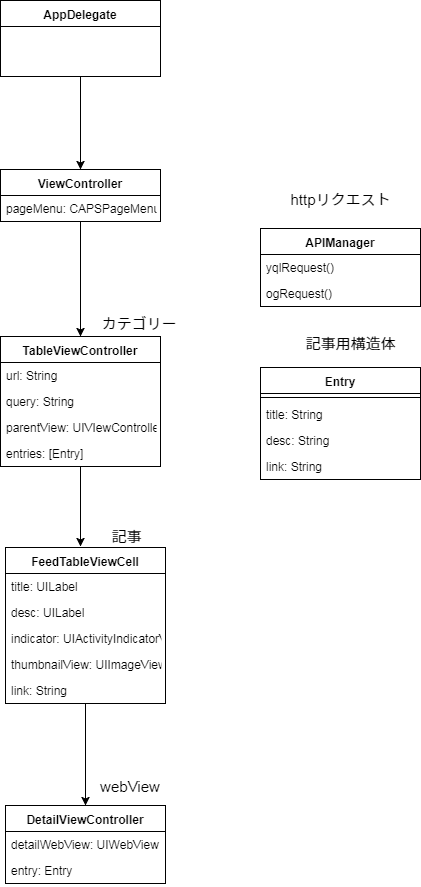 AppDelegate
ViewController
pageMenu: CAPSPageMenu
カテゴリー
TableViewController
url: String
query: String
parentView: UIVIewControlle
entries: [Entry]
記事
FeedTableViewCell
title: UILabel
desc: UILabel
indicator: UIActivityIndicatorV
thumbnailView: UIImageView
link: String
webView
DetailViewController
detailWebView: UIWebView
entry: Entry
httpリクエスト
APIManager
yqlRequest()
ogRequest()
記事用構造体
Entry
title: String
desc: String
link: String